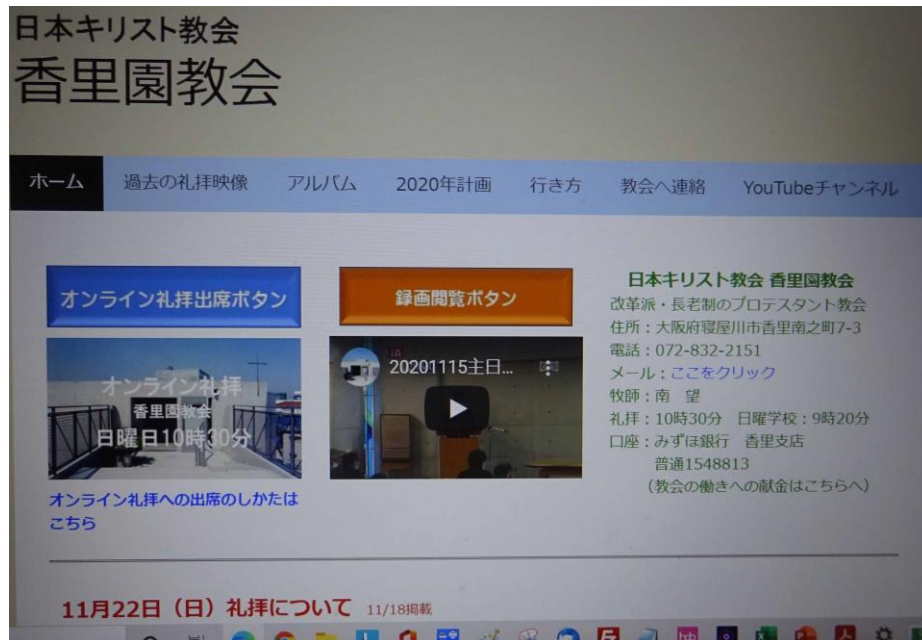 日本キリスト教会
香里園教会
ホーム
過去の礼拝映像
アルバム
2020年計画
行き方
教会へ連絡
YouTubeチャンネル
オンライン礼拝出席ボタン
オンライン礼拝
香里園教会
日曜日10時30分
オンライン礼拝への出席のしかたは
こちら
録画閲覧ボタン
20201115主日...
日本キリスト教会 香里園教会
改革派・長老制のプロテスタント教会
住所：大阪府寝屋川市香里南之町7-3
電話：072-832-2151
メール：ここをクリック
牧師：南 望
礼拝：10時30分 日曜学校：9時20分
口座：みずほ銀行 香里支店
普通1548813
（教会の働きへの献金はこちらへ）
11月22日（日）礼拝について 11/18掲載